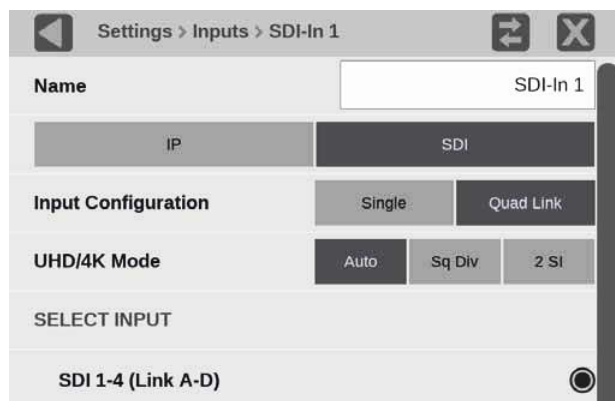 Settings > Inputs > SDI-In 1
Name SDI-In 1
IP SDI
Input Configuration Single Quad Link
UHD/4K Mode Auto Sq Div 2 SI
SELECT INPUT
SDI 1-4 (Link A-D)